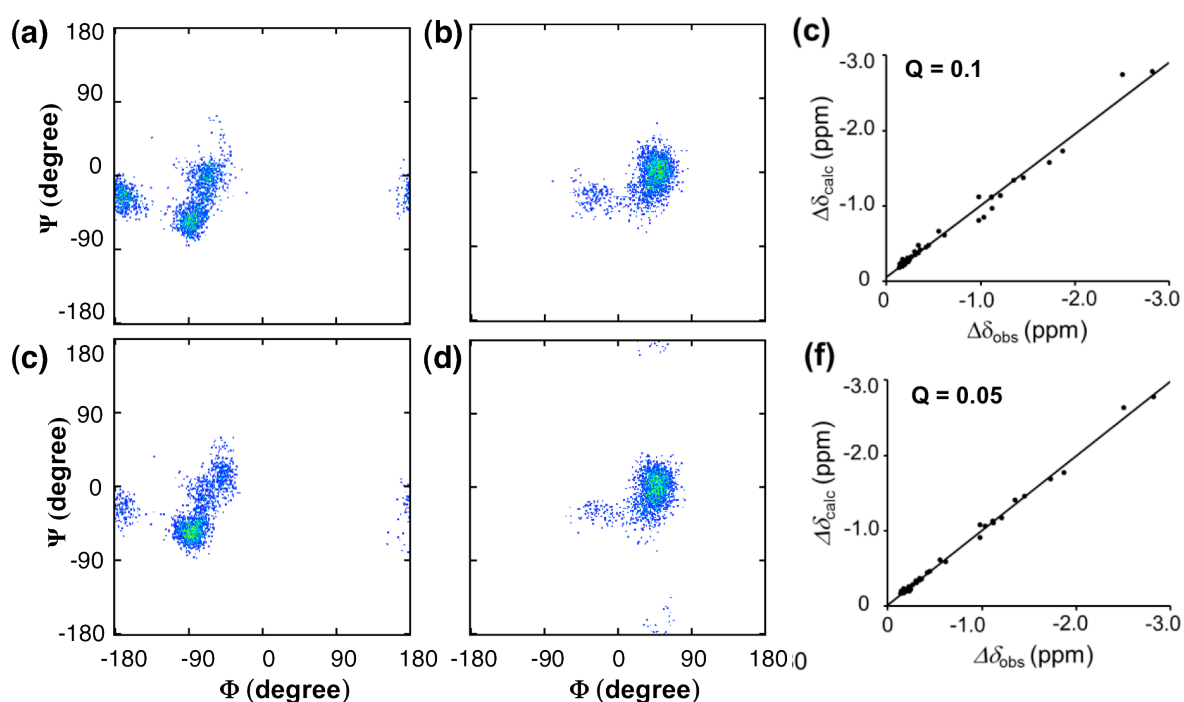 (a)
180
90
0
-90
-180
Ψ (degree)
(b)
(c)
-3.0
-2.0
-1.0
0
Q = 0.1
Δδcalc (ppm)
0 -1.0 -2.0 -3.0
Δδobs (ppm)
(c)
180
90
0
-90
-180
Ψ (degree)
-180 -90 0 90 180
Φ (degree)
(d)
-180 -90 0 90 180
Φ (degree)
(f)
-3.0
-2.0
-1.0
0
Q = 0.05
Δδcalc (ppm)
0 -1.0 -2.0 -3.0
Δδobs (ppm)